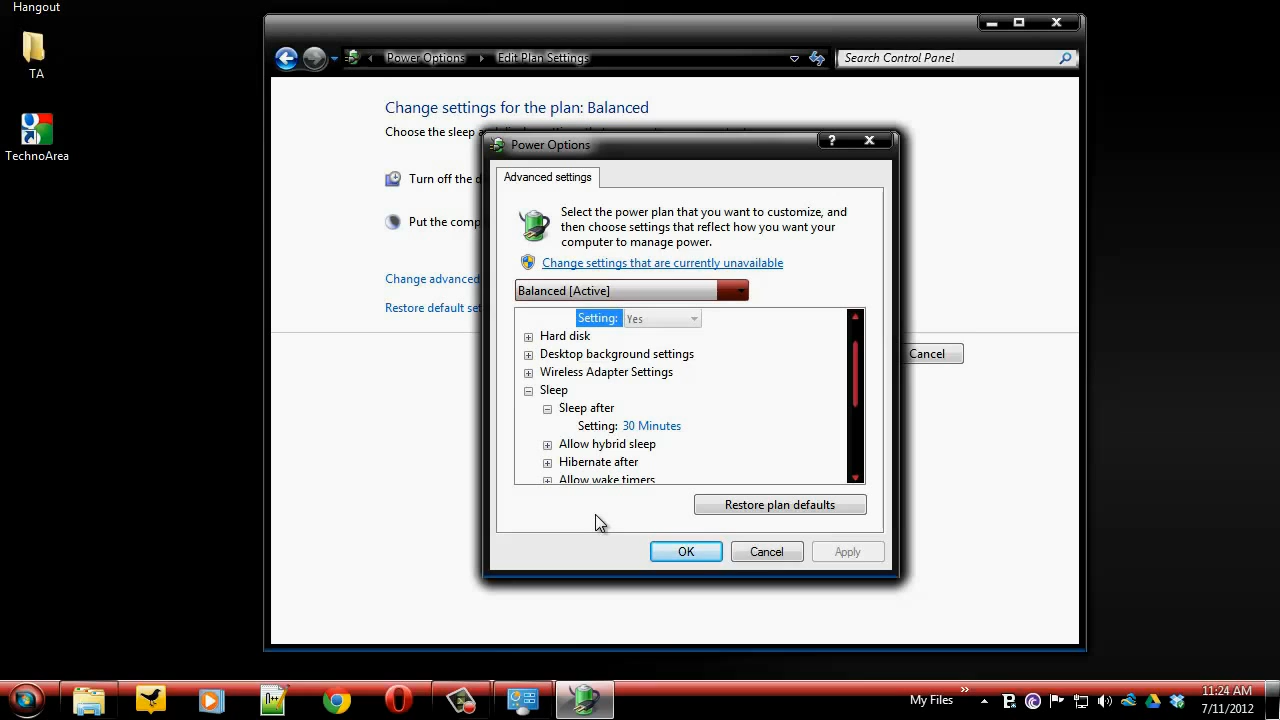 Hangout
TA
TechnoArea
Power Options
Edit Plan Settings
Search Control Panel
Change settings for the plan: Balanced
Choose the sleep
Turn off the d
Put the comp
Change advanced
Restore default set
Cancel
Power Options
?
Advanced settings
Select the power plan that you want to customize, and
then choose settings that reflect how you want your
computer to manage power.
Change settings that are currently unavailable
Balanced [Active]
Setting: Yes
Hard disk
Desktop background settings
Wireless Adapter Settings
Sleep
Sleep after
Setting: 30 Minutes
Allow hybrid sleep
Hibernate after
Allow wake timers
Restore plan defaults
OK
Cancel
Apply
My Files
»
11:24 AM
7/11/2012